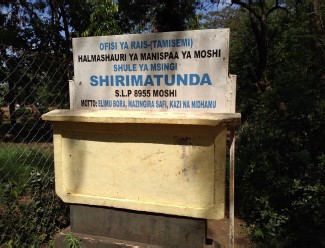 OFISI YA RAIS-(TAMISEMI)
HALMASHAURI YA MANISPAA YA MOSHI
SHULE YA MSINGI
SHIRIMATUNDA
S.L.P 8955 MOSHI
MOTTO: ELIMU BORA, MAZINGIRA SAFI, KAZI NA NIDHAMU